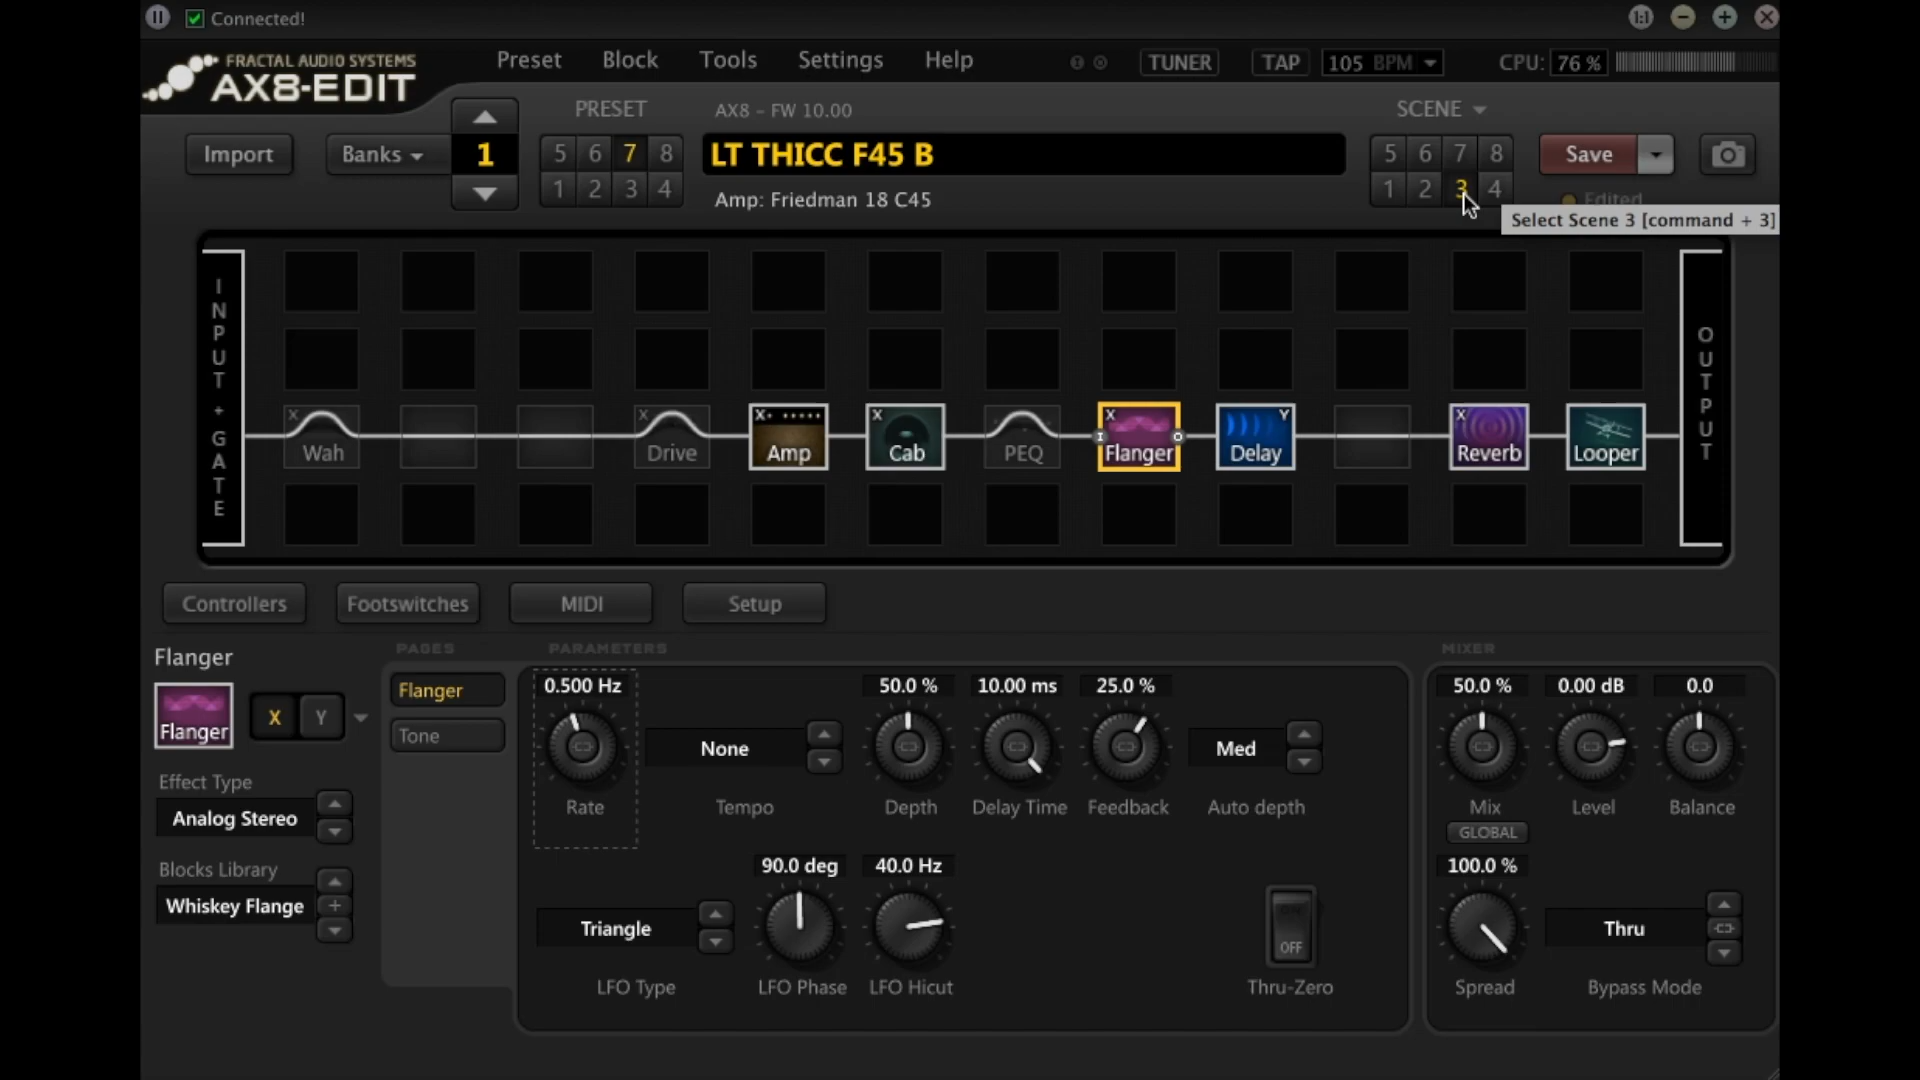 Connected!
1:1
FRACTAL AUDIO SYSTEMS
AX8-EDIT
Preset Block Tools Settings Help
TUNER TAP 105 BPM CPU: 76 %
PRESET AX8 – FW 10.00 SCENE
Import Banks 1
5 6 7 8
1 2 3 4
LT THICC F45 B
Amp: Friedman 18 C45
5 6 7 8
1 2 3 4
Save
Edited
Select Scene 3 [command + 3]
INPUT + GATE
X Wah
X Drive
X+ Amp
X Cab
PEQ
X I O Flanger
Y Delay
X Reverb
Looper
OUTPUT
Controllers Footswitches MIDI Setup
Flanger PAGES PARAMETERS MIXER
Flanger X Y
Flanger
Tone
Effect Type
Analog Stereo
Blocks Library
Whiskey Flange
0.500 Hz 50.0 % 10.00 ms 25.0 %
None Med
Rate Tempo Depth Delay Time Feedback Auto depth
90.0 deg 40.0 Hz
Triangle OFF
LFO Type LFO Phase LFO Hicut Thru-Zero
50.0 % 0.00 dB 0.0
Mix Level Balance
GLOBAL
100.0 %
Thru
Spread Bypass Mode